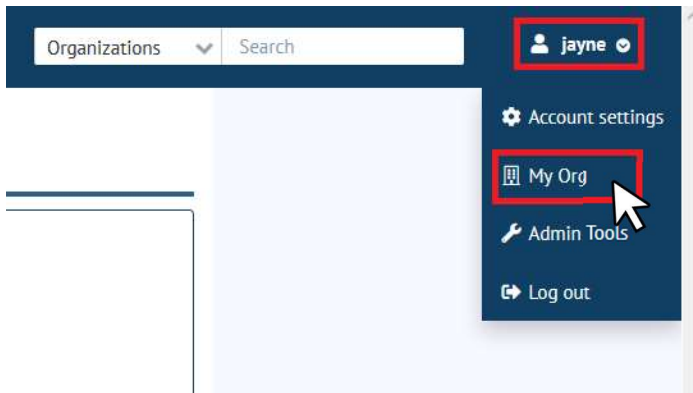 Organizations Search jayne
Account settings
My Org
Admin Tools
Log out